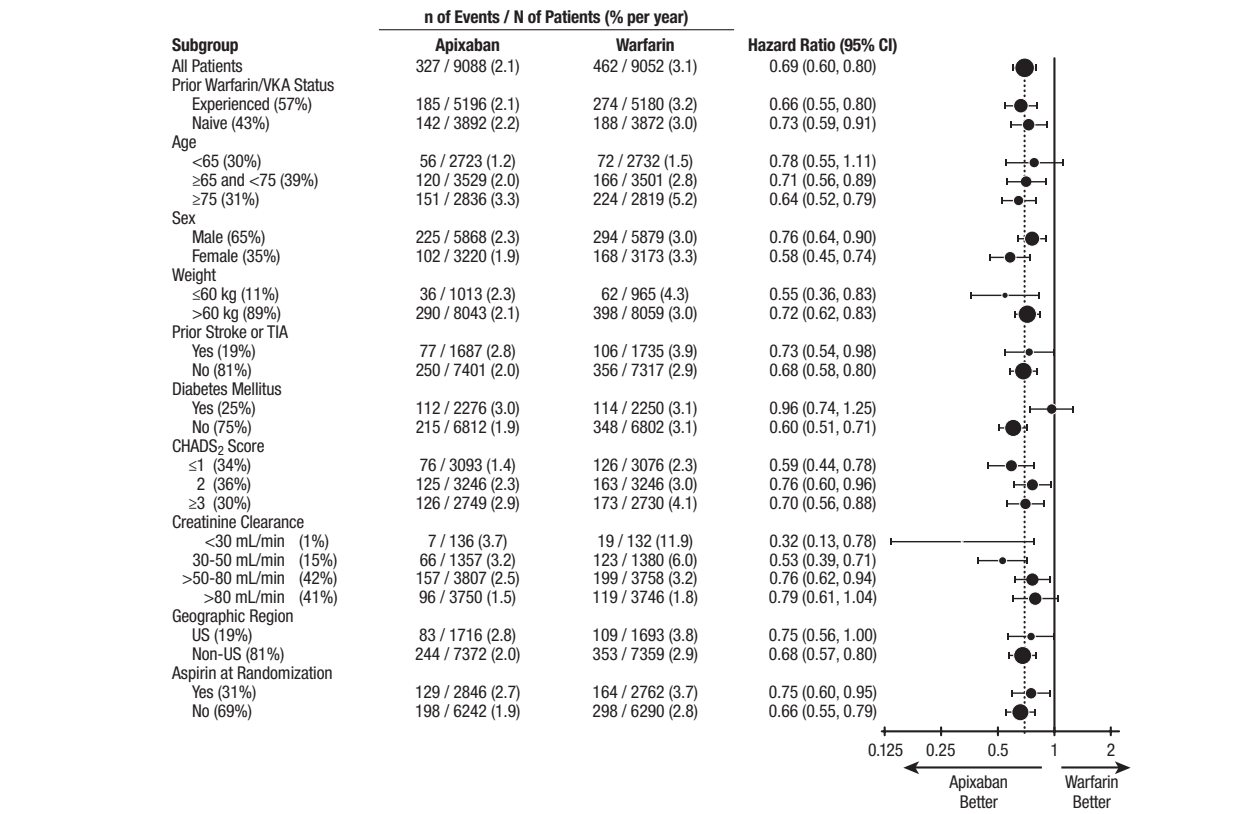 n of Events / N of Patients (% per year)
Subgroup Apixaban Warfarin Hazard Ratio (95% CI)
All Patients 327 / 9088 (2.1) 462 / 9052 (3.1) 0.69 (0.60, 0.80)
Prior Warfarin/VKA Status
Experienced (57%) 185 / 5196 (2.1) 274 / 5180 (3.2) 0.66 (0.55, 0.80)
Naive (43%) 142 / 3892 (2.2) 188 / 3872 (3.0) 0.73 (0.59, 0.91)
Age
<65 (30%) 56 / 2723 (1.2) 72 / 2732 (1.5) 0.78 (0.55, 1.11)
≥65 and <75 (39%) 120 / 3529 (2.0) 166 / 3501 (2.8) 0.71 (0.56, 0.89)
≥75 (31%) 151 / 2836 (3.3) 224 / 2819 (5.2) 0.64 (0.52, 0.79)
Sex
Male (65%) 225 / 5868 (2.3) 294 / 5879 (3.0) 0.76 (0.64, 0.90)
Female (35%) 102 / 3220 (1.9) 168 / 3173 (3.3) 0.58 (0.45, 0.74)
Weight
≤60 kg (11%) 36 / 1013 (2.3) 62 / 965 (4.3) 0.55 (0.36, 0.83)
>60 kg (89%) 290 / 8043 (2.1) 398 / 8059 (3.0) 0.72 (0.62, 0.83)
Prior Stroke or TIA
Yes (19%) 77 / 1687 (2.8) 106 / 1735 (3.9) 0.73 (0.54, 0.98)
No (81%) 250 / 7401 (2.0) 356 / 7317 (2.9) 0.68 (0.58, 0.80)
Diabetes Mellitus
Yes (25%) 112 / 2276 (3.0) 114 / 2250 (3.1) 0.96 (0.74, 1.25)
No (75%) 215 / 6812 (1.9) 348 / 6802 (3.1) 0.60 (0.51, 0.71)
CHADS₂ Score
≤1 (34%) 76 / 3093 (1.4) 126 / 3076 (2.3) 0.59 (0.44, 0.78)
2 (36%) 125 / 3246 (2.3) 163 / 3246 (3.0) 0.76 (0.60, 0.96)
≥3 (30%) 126 / 2749 (2.9) 173 / 2730 (4.1) 0.70 (0.56, 0.88)
Creatinine Clearance
<30 mL/min (1%) 7 / 136 (3.7) 19 / 132 (11.9) 0.32 (0.13, 0.78)
30-50 mL/min (15%) 66 / 1357 (3.2) 123 / 1380 (6.0) 0.53 (0.39, 0.71)
>50-80 mL/min (42%) 157 / 3807 (2.5) 199 / 3758 (3.2) 0.76 (0.62, 0.94)
>80 mL/min (41%) 96 / 3750 (1.5) 119 / 3746 (1.8) 0.79 (0.61, 1.04)
Geographic Region
US (19%) 83 / 1716 (2.8) 109 / 1693 (3.8) 0.75 (0.56, 1.00)
Non-US (81%) 244 / 7372 (2.0) 353 / 7359 (2.9) 0.68 (0.57, 0.80)
Aspirin at Randomization
Yes (31%) 129 / 2846 (2.7) 164 / 2762 (3.7) 0.75 (0.60, 0.95)
No (69%) 198 / 6242 (1.9) 298 / 6290 (2.8) 0.66 (0.55, 0.79)
0.125 0.25 0.5 1 2
Apixaban Warfarin
Better Better